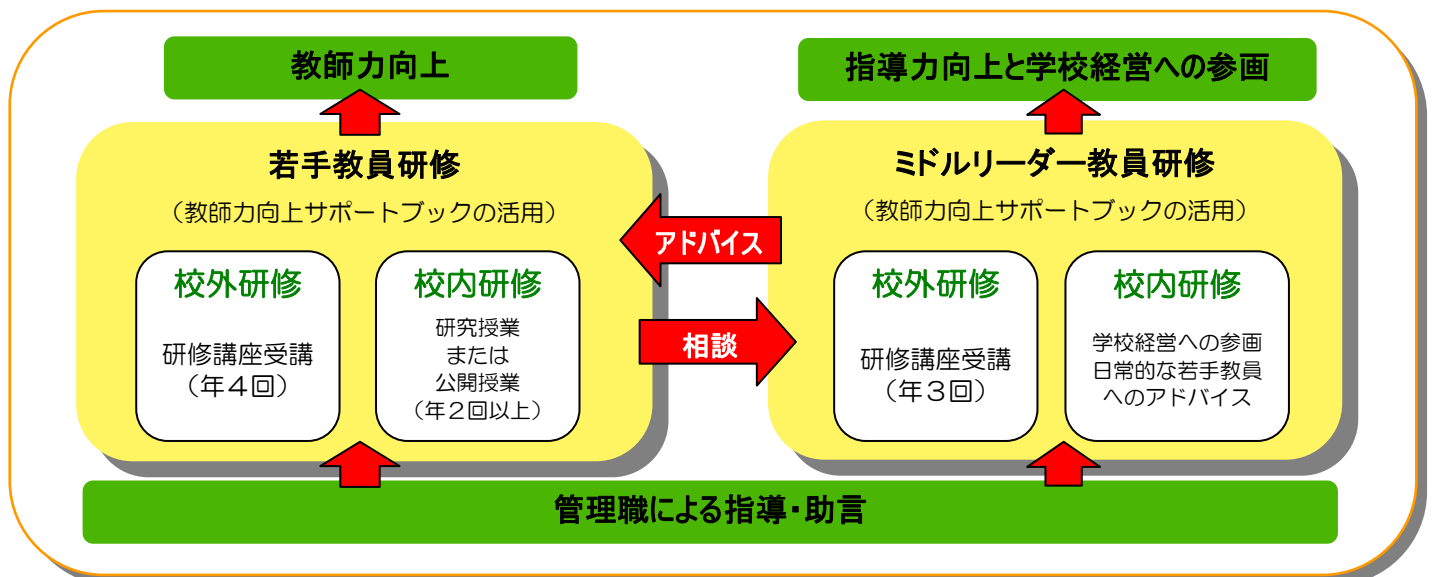 教師力向上
指導力向上と学校経営への参画
若手教員研修
（教師力向上サポートブックの活用）
校外研修
研修講座受講
（年４回）
校内研修
研究授業
または
公開授業
（年２回以上）
アドバイス
相談
ミドルリーダー教員研修
（教師力向上サポートブックの活用）
校外研修
研修講座受講
（年３回）
校内研修
学校経営への参画
日常的な若手教員
へのアドバイス
管理職による指導・助言